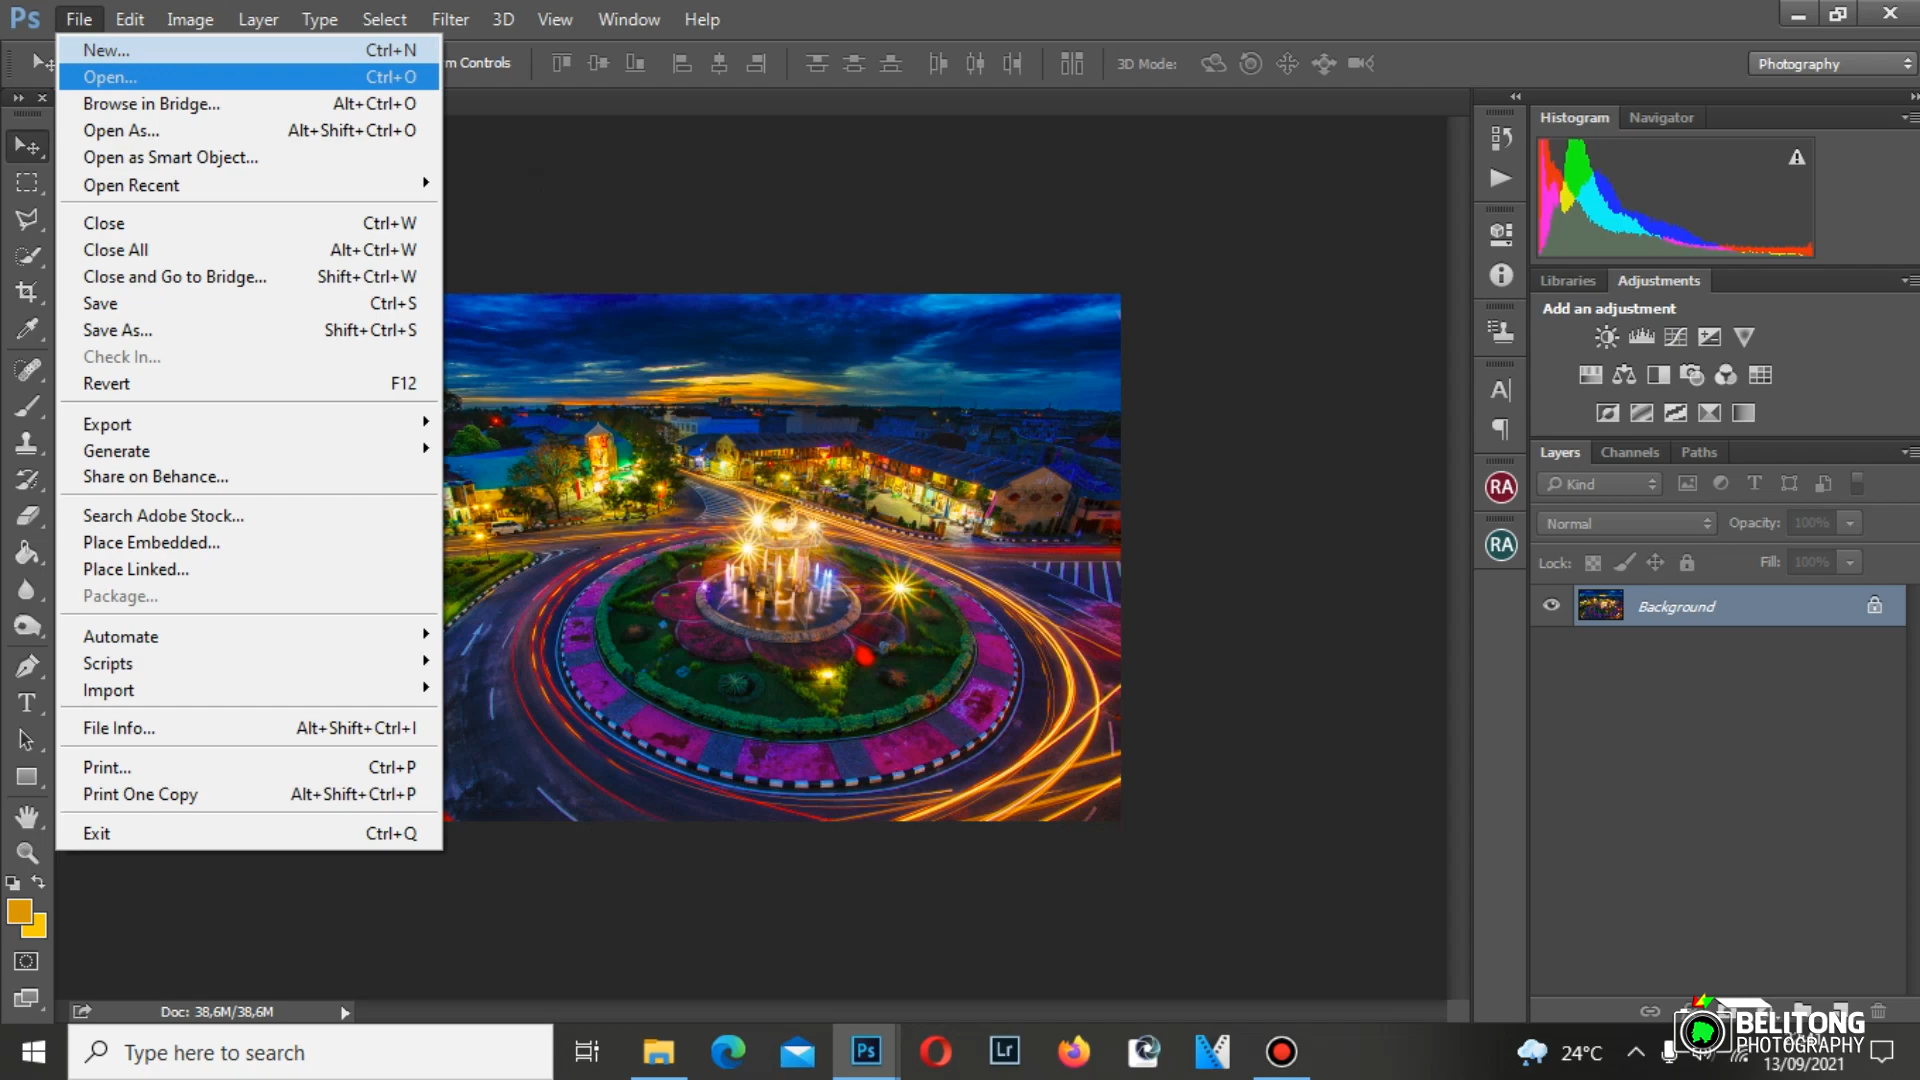 Ps File Edit Image Layer Type Select Filter 3D View Window Help
New... Ctrl+N
Open... Ctrl+O
Browse in Bridge... Alt+Ctrl+O
Open As... Alt+Shift+Ctrl+O
Open as Smart Object...
Open Recent
Close Ctrl+W
Close All Alt+Ctrl+W
Close and Go to Bridge... Shift+Ctrl+W
Save Ctrl+S
Save As... Shift+Ctrl+S
Check In...
Revert F12
Export
Generate
Share on Behance...
Search Adobe Stock...
Place Embedded...
Place Linked...
Package...
Automate
Scripts
Import
File Info... Alt+Shift+Ctrl+I
Print... Ctrl+P
Print One Copy Alt+Shift+Ctrl+P
Exit Ctrl+Q
m Controls
3D Mode:
Photography
Histogram Navigator
Libraries Adjustments
Add an adjustment
Layers Channels Paths
Kind
Normal Opacity: 100%
Lock: Fill: 100%
Background
RA
RA
Doc: 38,6M/38,6M
Type here to search
Ps
Lr
24°C
13/09/2021
BELITONG
PHOTOGRAPHY